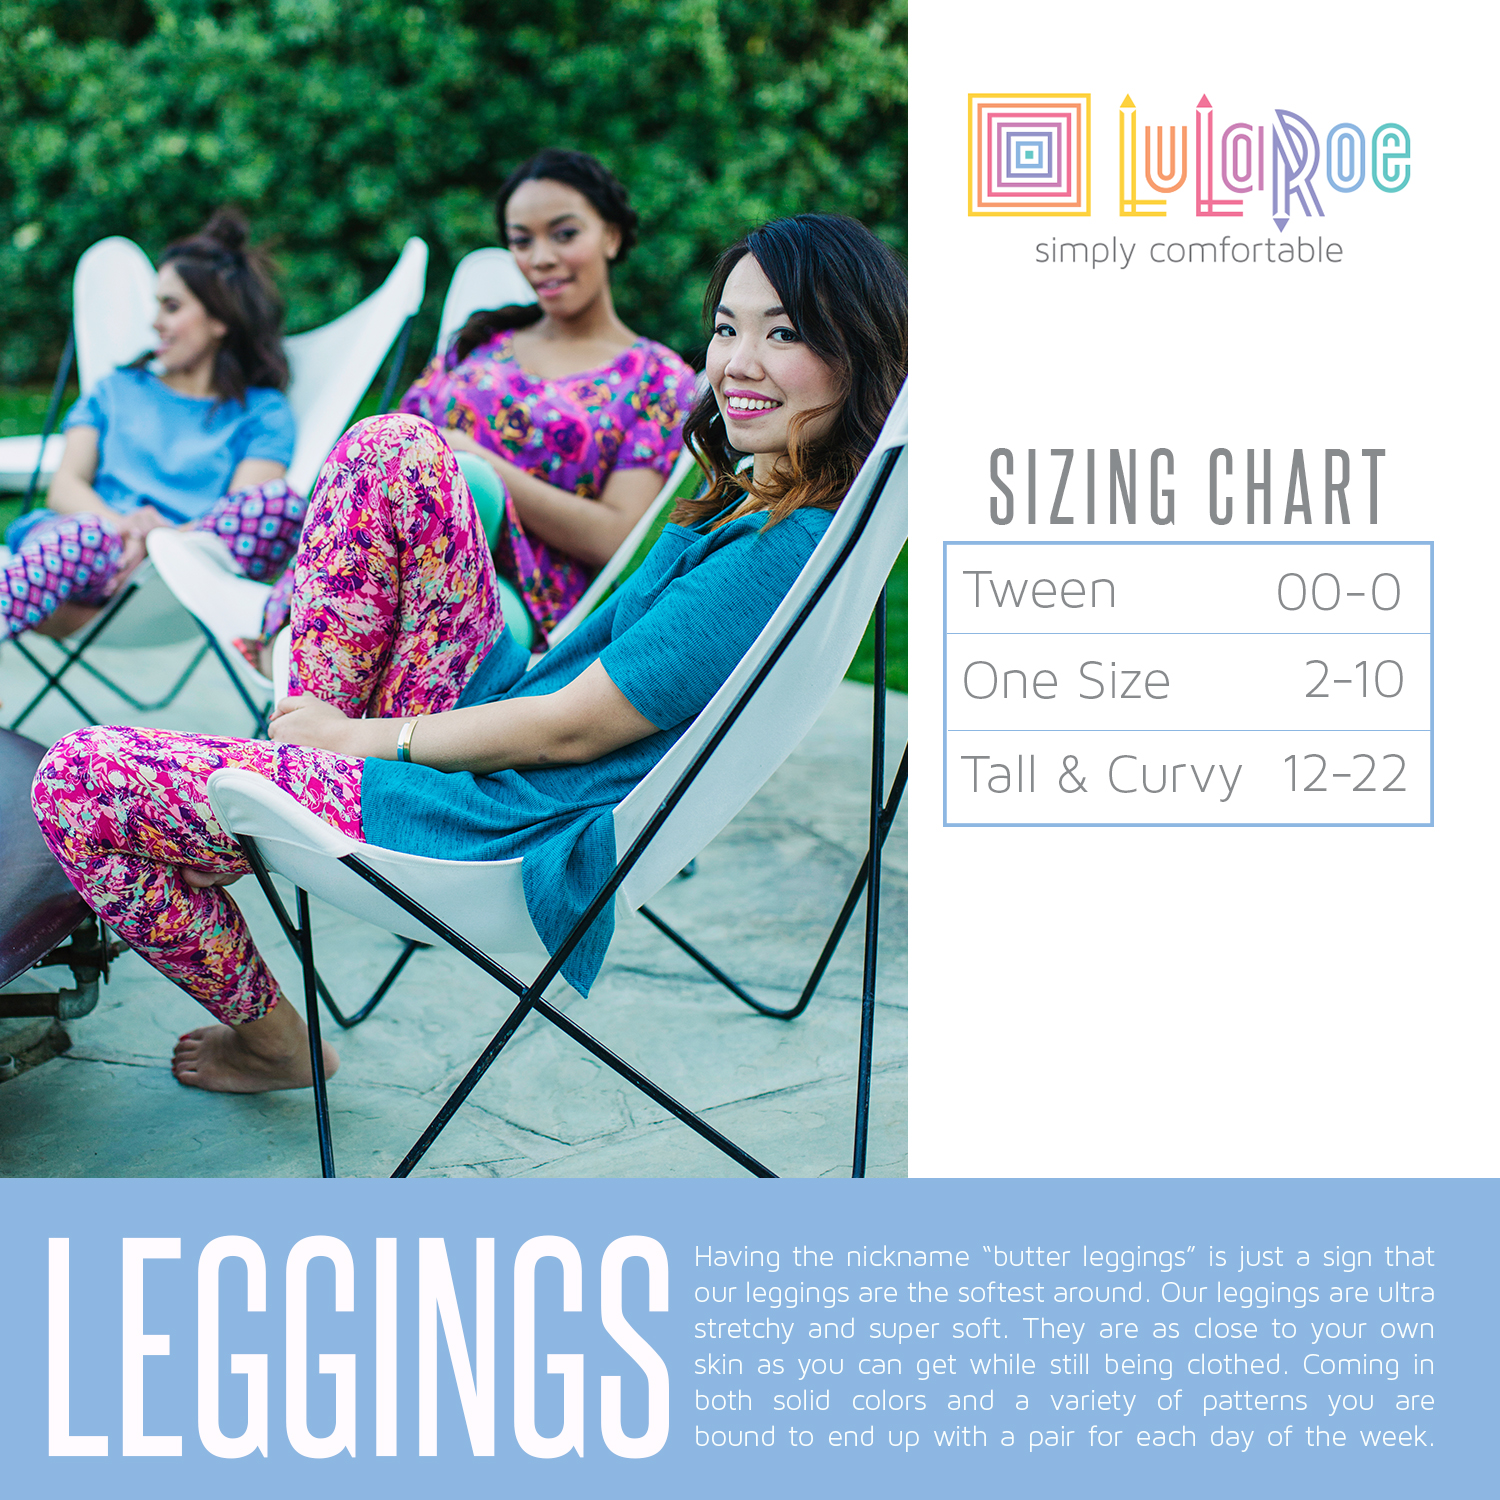 LuLaRoe
simply comfortable
SIZING CHART
Tween 00-0
One Size 2-10
Tall & Curvy 12-22
LEGGINGS
Having the nickname “butter leggings” is just a sign that
our leggings are the softest around. Our leggings are ultra
stretchy and super soft. They are as close to your own
skin as you can get while still being clothed. Coming in
both solid colors and a variety of patterns you are
bound to end up with a pair for each day of the week.